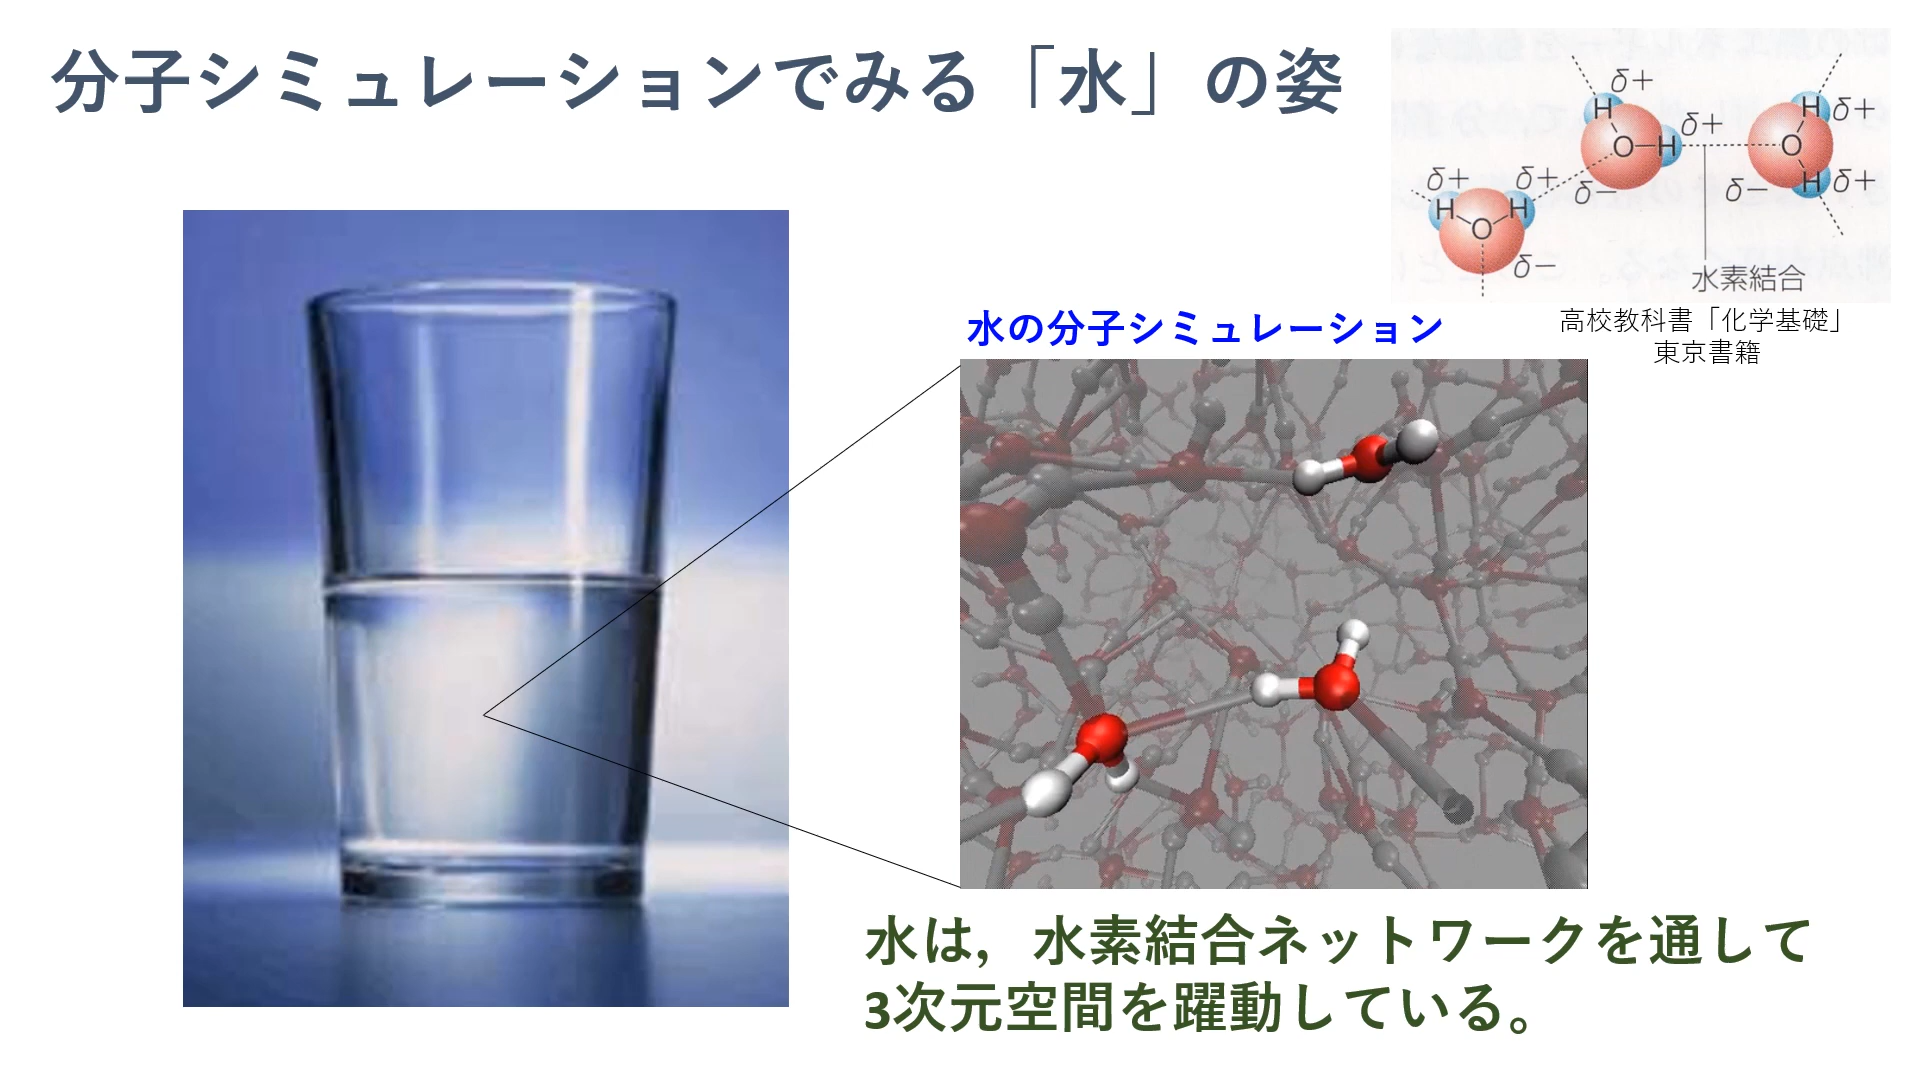 分子シミュレーションでみる「水」の姿
δ+
H
δ+
H
δ+
O
H
O
δ+
δ+
δ−
δ−
H
δ+
H
H
O
δ−
水素結合
高校教科書「化学基礎」
東京書籍
水の分子シミュレーション
水は，水素結合ネットワークを通して
3次元空間を躍動している。